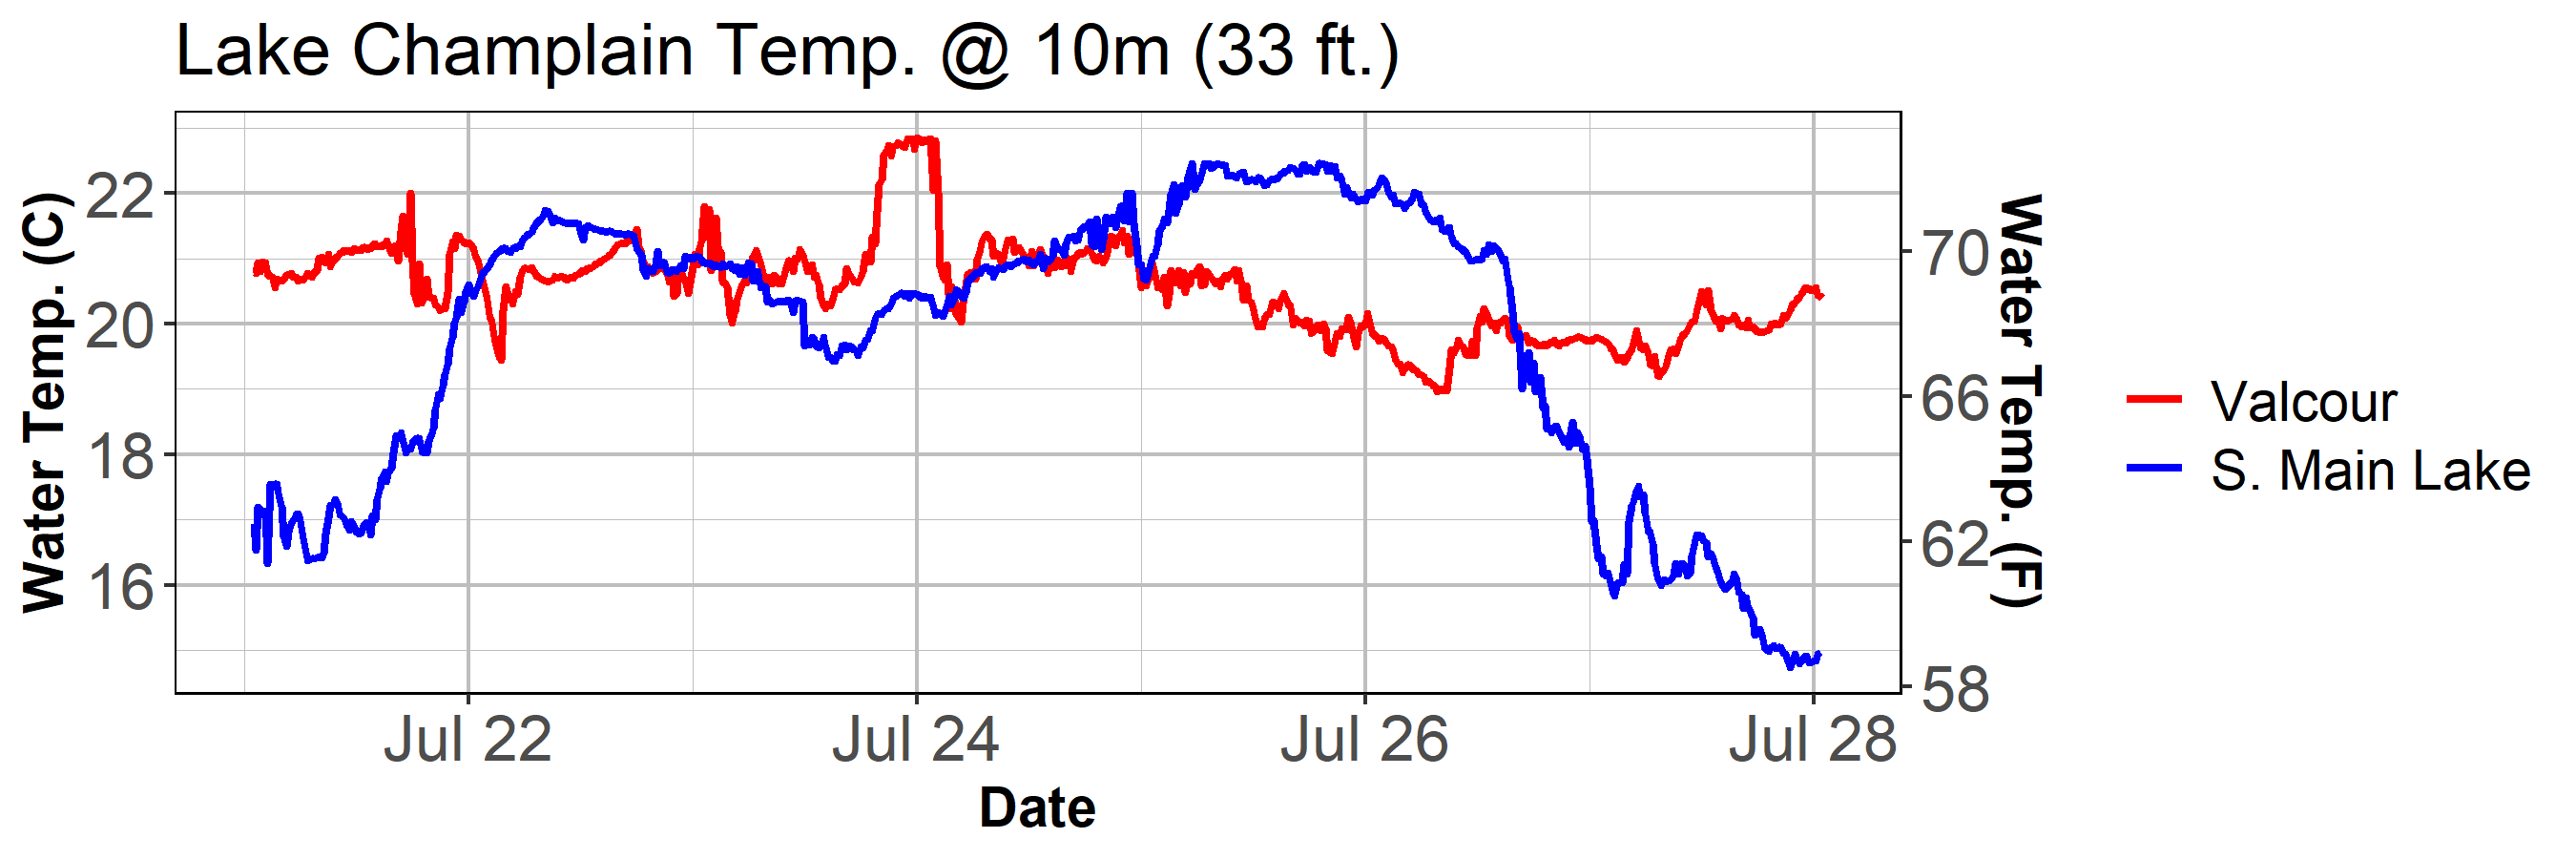 Lake Champlain Temp. @ 10m (33 ft.)
Water Temp. (C)
22
20
18
16
70
66
62
58
Water Temp. (F)
Jul 22
Jul 24
Jul 26
Jul 28
Date
Valcour
S. Main Lake